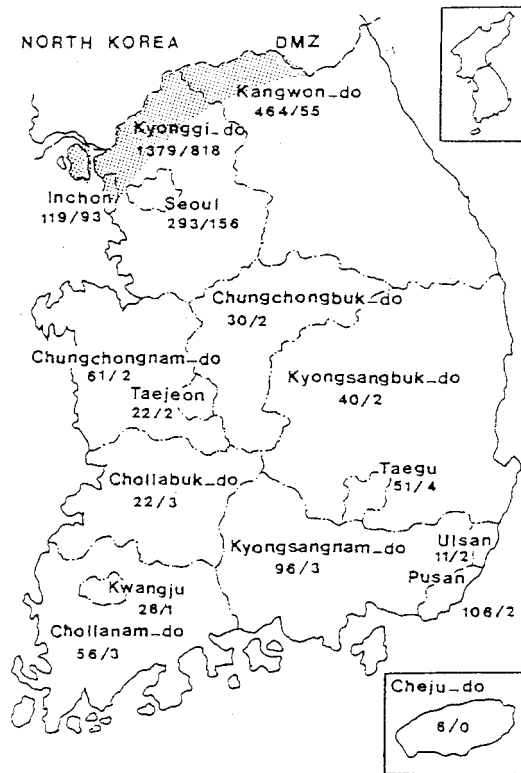 NORTH KOREA
DMZ
Kangwon_do
464/55
Kyonggi_do
1379/818
Inchon
119/93
Seoul
293/156
Chungchongbuk_do
30/2
Chungchongnam_do
61/2
Kyongsangbuk_do
40/2
Taejeon
22/2
Taegu
51/4
Chollabuk_do
22/3
Kyongsangnam_do
96/3
Ulsan
11/2
Pusan
106/2
Kwangju
28/1
Chollanam_do
56/3
Cheju_do
6/0